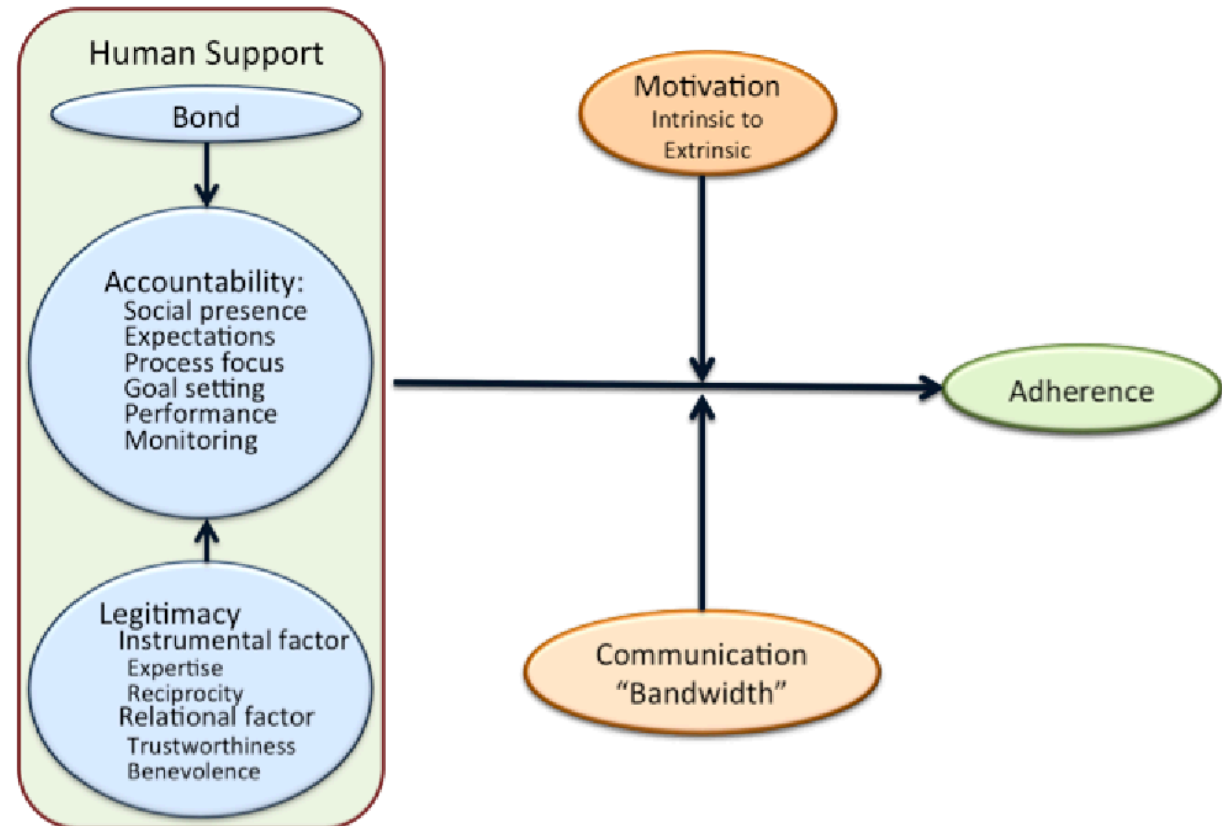 Human Support
Bond
Accountability:
Social presence
Expectations
Process focus
Goal setting
Performance
Monitoring
Legitimacy
Instrumental factor
Expertise
Reciprocity
Relational factor
Trustworthiness
Benevolence
Motivation
Intrinsic to
Extrinsic
Communication
“Bandwidth”
Adherence